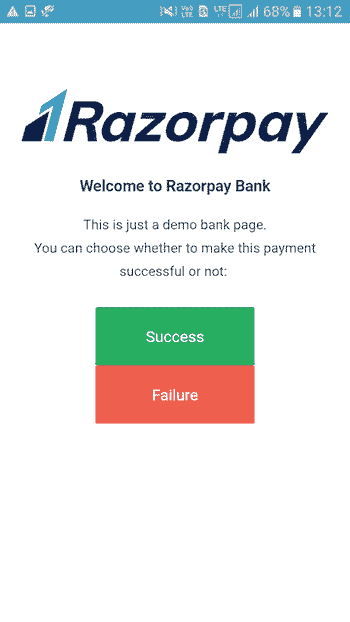 68% 13:12
Razorpay
Welcome to Razorpay Bank
This is just a demo bank page.
You can choose whether to make this payment
successful or not:
Success
Failure